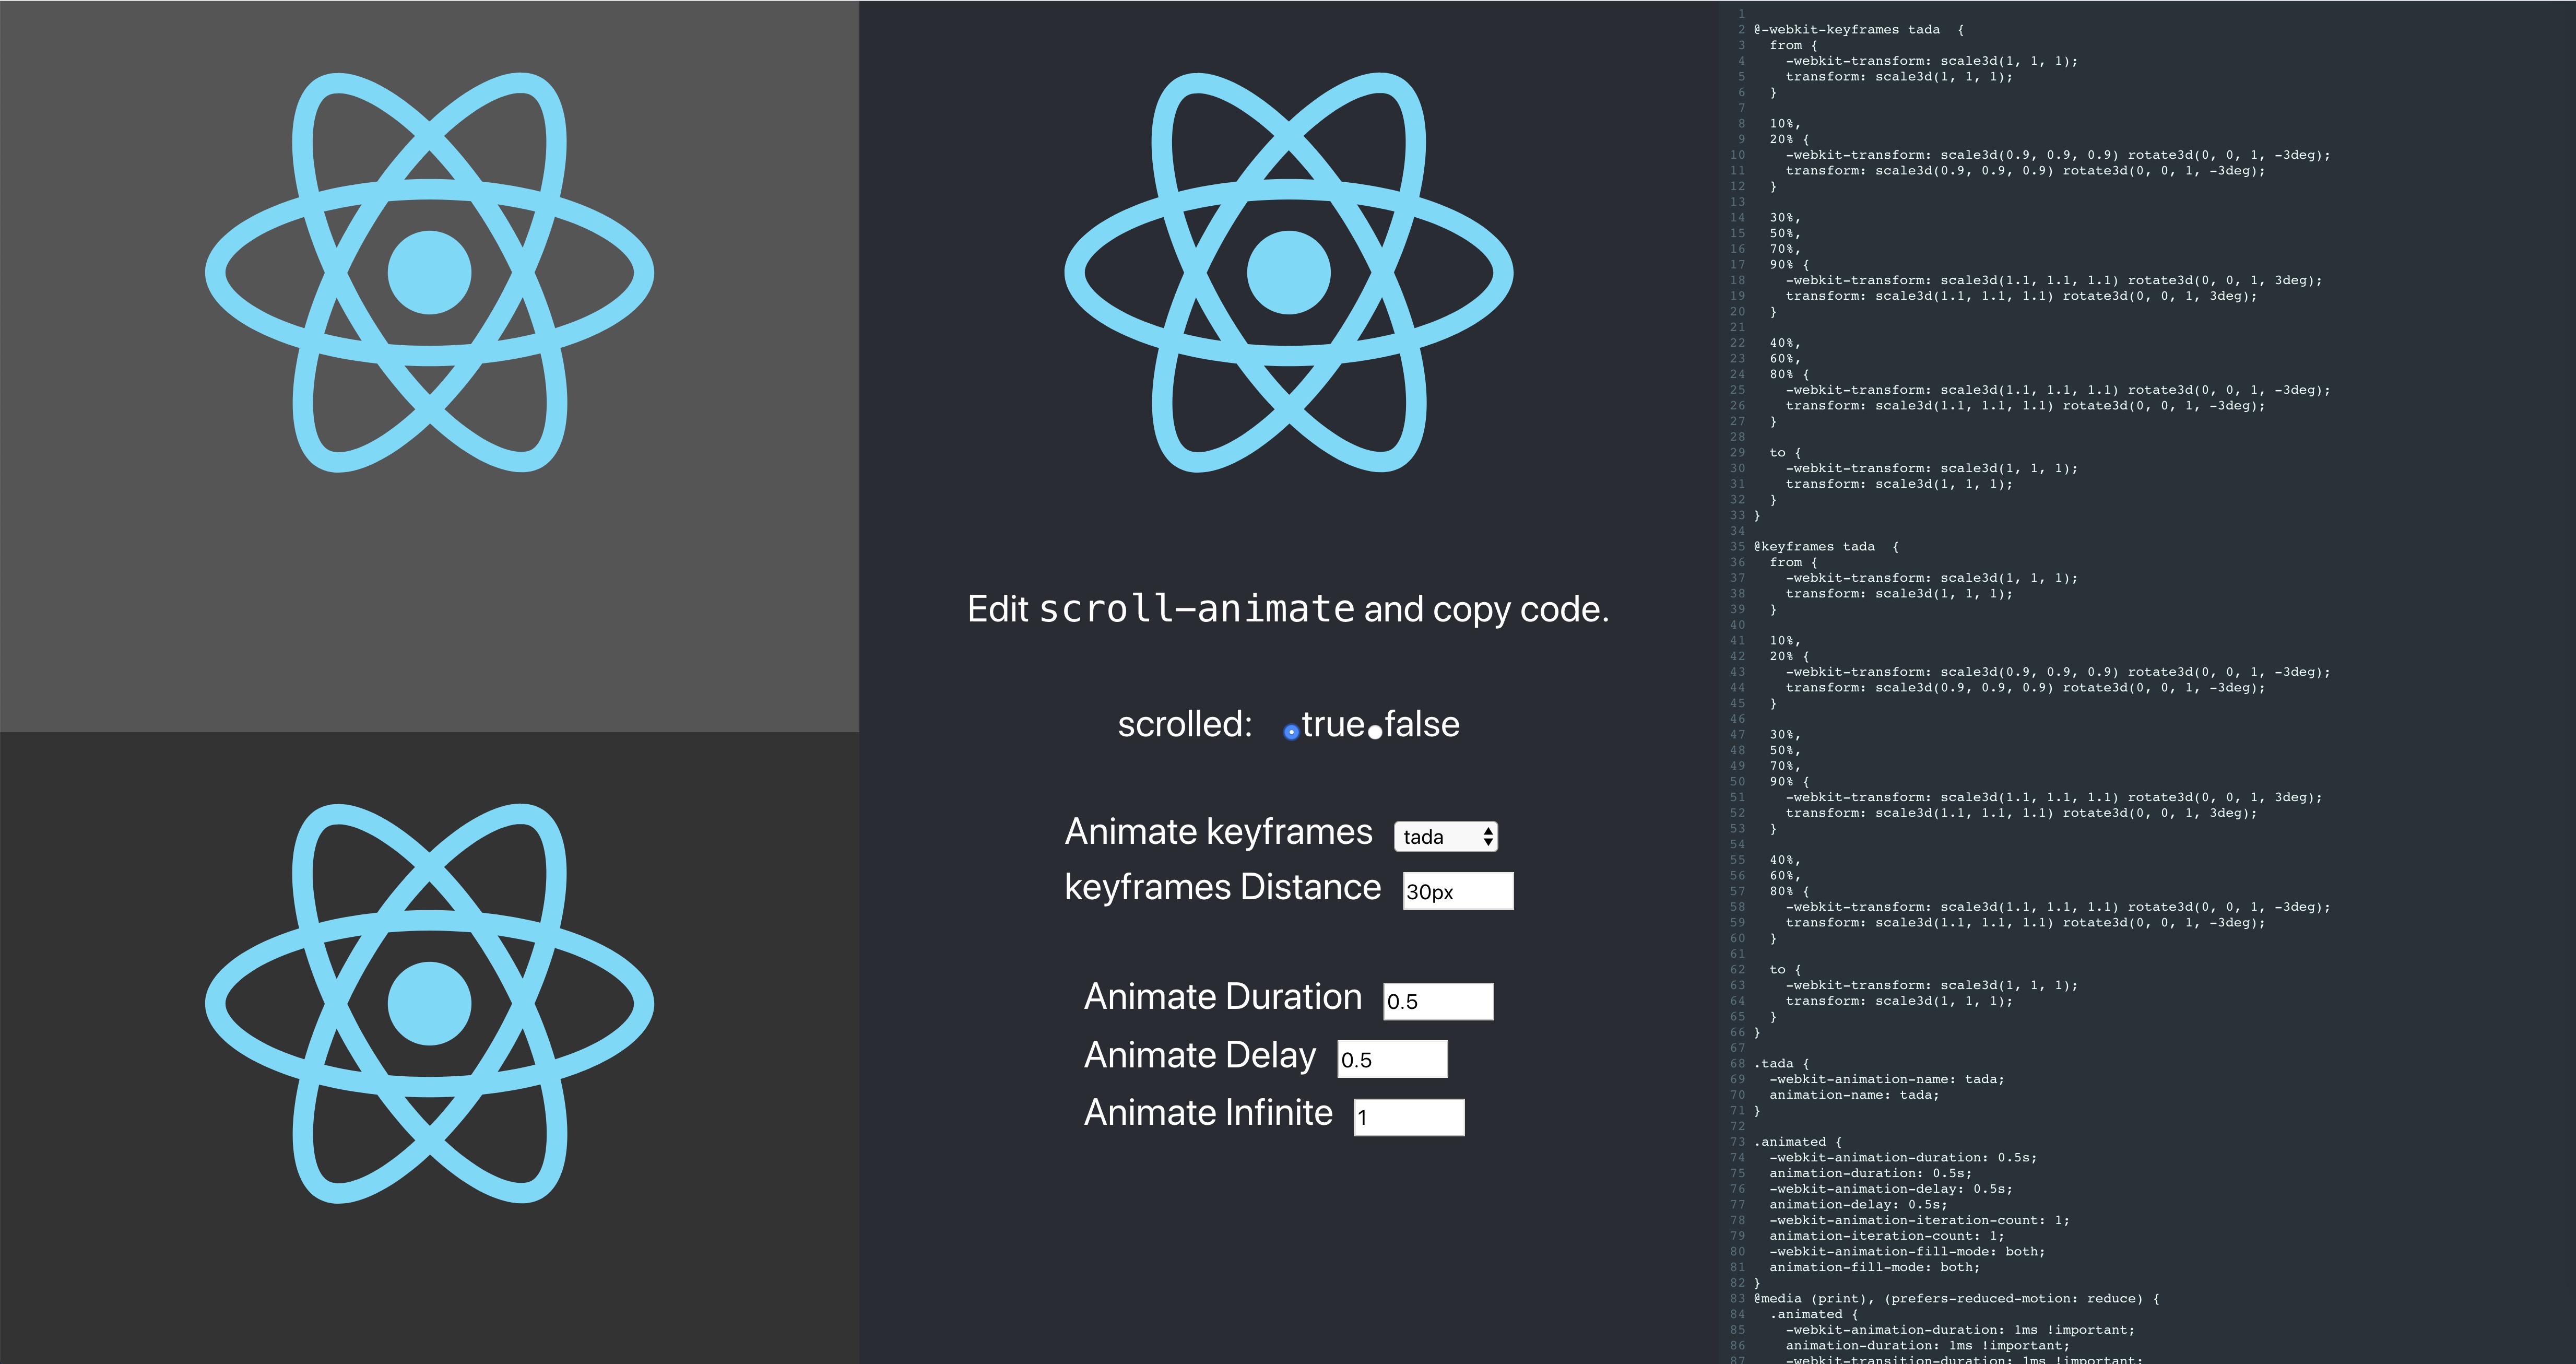 Edit scroll-animate and copy code.
scrolled: true false
Animate keyframes tada
keyframes Distance 30px
Animate Duration 0.5
Animate Delay 0.5
Animate Infinite 1
1
2 @-webkit-keyframes tada  {
3   from {
4     -webkit-transform: scale3d(1, 1, 1);
5     transform: scale3d(1, 1, 1);
6   }
7
8   10%,
9   20% {
10     -webkit-transform: scale3d(0.9, 0.9, 0.9) rotate3d(0, 0, 1, -3deg);
11     transform: scale3d(0.9, 0.9, 0.9) rotate3d(0, 0, 1, -3deg);
12   }
13
14   30%,
15   50%,
16   70%,
17   90% {
18     -webkit-transform: scale3d(1.1, 1.1, 1.1) rotate3d(0, 0, 1, 3deg);
19     transform: scale3d(1.1, 1.1, 1.1) rotate3d(0, 0, 1, 3deg);
20   }
21
22   40%,
23   60%,
24   80% {
25     -webkit-transform: scale3d(1.1, 1.1, 1.1) rotate3d(0, 0, 1, -3deg);
26     transform: scale3d(1.1, 1.1, 1.1) rotate3d(0, 0, 1, -3deg);
27   }
28
29   to {
30     -webkit-transform: scale3d(1, 1, 1);
31     transform: scale3d(1, 1, 1);
32   }
33 }
34
35 @keyframes tada  {
36   from {
37     -webkit-transform: scale3d(1, 1, 1);
38     transform: scale3d(1, 1, 1);
39   }
40
41   10%,
42   20% {
43     -webkit-transform: scale3d(0.9, 0.9, 0.9) rotate3d(0, 0, 1, -3deg);
44     transform: scale3d(0.9, 0.9, 0.9) rotate3d(0, 0, 1, -3deg);
45   }
46
47   30%,
48   50%,
49   70%,
50   90% {
51     -webkit-transform: scale3d(1.1, 1.1, 1.1) rotate3d(0, 0, 1, 3deg);
52     transform: scale3d(1.1, 1.1, 1.1) rotate3d(0, 0, 1, 3deg);
53   }
54
55   40%,
56   60%,
57   80% {
58     -webkit-transform: scale3d(1.1, 1.1, 1.1) rotate3d(0, 0, 1, -3deg);
59     transform: scale3d(1.1, 1.1, 1.1) rotate3d(0, 0, 1, -3deg);
60   }
61
62   to {
63     -webkit-transform: scale3d(1, 1, 1);
64     transform: scale3d(1, 1, 1);
65   }
66 }
67
68 .tada {
69   -webkit-animation-name: tada;
70   animation-name: tada;
71 }
72
73 .animated {
74   -webkit-animation-duration: 0.5s;
75   animation-duration: 0.5s;
76   -webkit-animation-delay: 0.5s;
77   animation-delay: 0.5s;
78   -webkit-animation-iteration-count: 1;
79   animation-iteration-count: 1;
80   -webkit-animation-fill-mode: both;
81   animation-fill-mode: both;
82 }
83 @media (print), (prefers-reduced-motion: reduce) {
84   .animated {
85     -webkit-animation-duration: 1ms !important;
86     animation-duration: 1ms !important;
87     -webkit-transition-duration: 1ms !important;